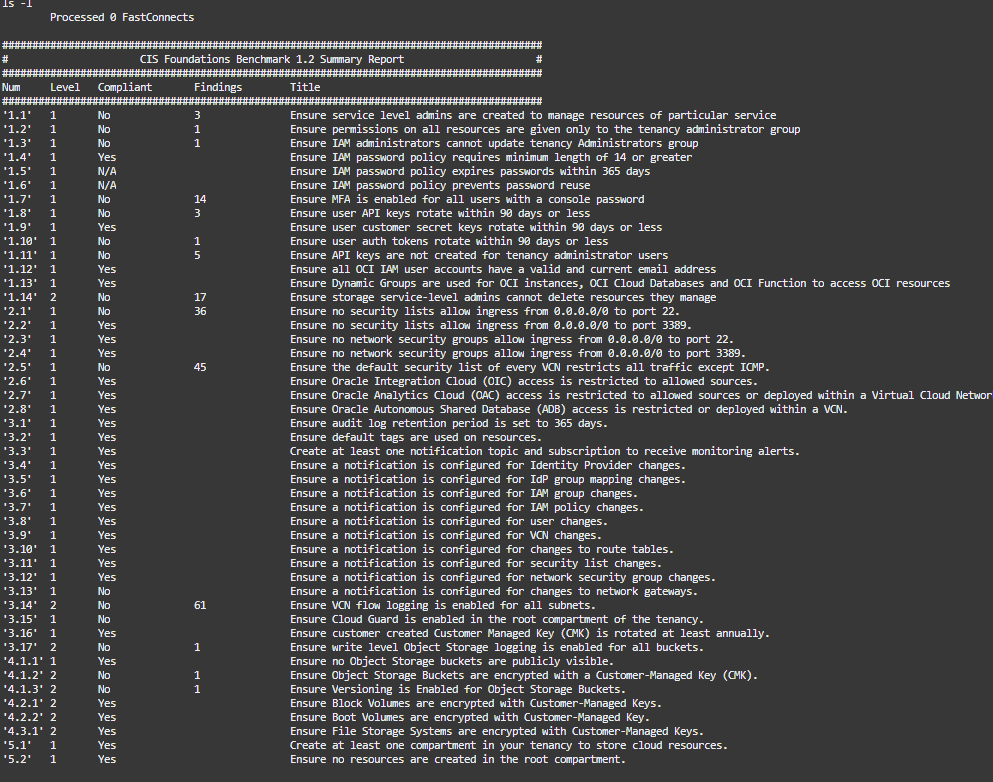 ls -l
Processed 0 FastConnects
##########################################################################################
# CIS Foundations Benchmark 1.2 Summary Report #
##########################################################################################
Num Level Compliant Findings Title
##########################################################################################
'1.1' 1 No 3 Ensure service level admins are created to manage resources of particular service
'1.2' 1 No 1 Ensure permissions on all resources are given only to the tenancy administrator group
'1.3' 1 No 1 Ensure IAM administrators cannot update tenancy Administrators group
'1.4' 1 Yes Ensure IAM password policy requires minimum length of 14 or greater
'1.5' 1 N/A Ensure IAM password policy expires passwords within 365 days
'1.6' 1 N/A Ensure IAM password policy prevents password reuse
'1.7' 1 No 14 Ensure MFA is enabled for all users with a console password
'1.8' 1 No 3 Ensure user API keys rotate within 90 days or less
'1.9' 1 Yes Ensure user customer secret keys rotate within 90 days or less
'1.10' 1 No 1 Ensure user auth tokens rotate within 90 days or less
'1.11' 1 No 5 Ensure API keys are not created for tenancy administrator users
'1.12' 1 Yes Ensure all OCI IAM user accounts have a valid and current email address
'1.13' 1 Yes Ensure Dynamic Groups are used for OCI instances, OCI Cloud Databases and OCI Function to access OCI resources
'1.14' 2 No 17 Ensure storage service-level admins cannot delete resources they manage
'2.1' 1 No 36 Ensure no security lists allow ingress from 0.0.0.0/0 to port 22.
'2.2' 1 Yes Ensure no security lists allow ingress from 0.0.0.0/0 to port 3389.
'2.3' 1 Yes Ensure no network security groups allow ingress from 0.0.0.0/0 to port 22.
'2.4' 1 Yes Ensure no network security groups allow ingress from 0.0.0.0/0 to port 3389.
'2.5' 1 No 45 Ensure the default security list of every VCN restricts all traffic except ICMP.
'2.6' 1 Yes Ensure Oracle Integration Cloud (OIC) access is restricted to allowed sources.
'2.7' 1 Yes Ensure Oracle Analytics Cloud (OAC) access is restricted to allowed sources or deployed within a Virtual Cloud Networ
'2.8' 1 Yes Ensure Oracle Autonomous Shared Database (ADB) access is restricted or deployed within a VCN.
'3.1' 1 Yes Ensure audit log retention period is set to 365 days.
'3.2' 1 Yes Ensure default tags are used on resources.
'3.3' 1 Yes Create at least one notification topic and subscription to receive monitoring alerts.
'3.4' 1 Yes Ensure a notification is configured for Identity Provider changes.
'3.5' 1 Yes Ensure a notification is configured for IdP group mapping changes.
'3.6' 1 Yes Ensure a notification is configured for IAM group changes.
'3.7' 1 Yes Ensure a notification is configured for IAM policy changes.
'3.8' 1 Yes Ensure a notification is configured for user changes.
'3.9' 1 Yes Ensure a notification is configured for VCN changes.
'3.10' 1 Yes Ensure a notification is configured for changes to route tables.
'3.11' 1 Yes Ensure a notification is configured for security list changes.
'3.12' 1 Yes Ensure a notification is configured for network security group changes.
'3.13' 1 No Ensure a notification is configured for changes to network gateways.
'3.14' 2 No 61 Ensure VCN flow logging is enabled for all subnets.
'3.15' 1 No Ensure Cloud Guard is enabled in the root compartment of the tenancy.
'3.16' 1 Yes Ensure customer created Customer Managed Key (CMK) is rotated at least annually.
'3.17' 2 No 1 Ensure write level Object Storage logging is enabled for all buckets.
'4.1.1' 1 Yes Ensure no Object Storage buckets are publicly visible.
'4.1.2' 2 No 1 Ensure Object Storage Buckets are encrypted with a Customer-Managed Key (CMK).
'4.1.3' 2 No 1 Ensure Versioning is Enabled for Object Storage Buckets.
'4.2.1' 2 Yes Ensure Block Volumes are encrypted with Customer-Managed Keys.
'4.2.2' 2 Yes Ensure Boot Volumes are encrypted with Customer-Managed Key.
'4.3.1' 2 Yes Ensure File Storage Systems are encrypted with Customer-Managed Keys.
'5.1' 1 Yes Create at least one compartment in your tenancy to store cloud resources.
'5.2' 1 Yes Ensure no resources are created in the root compartment.